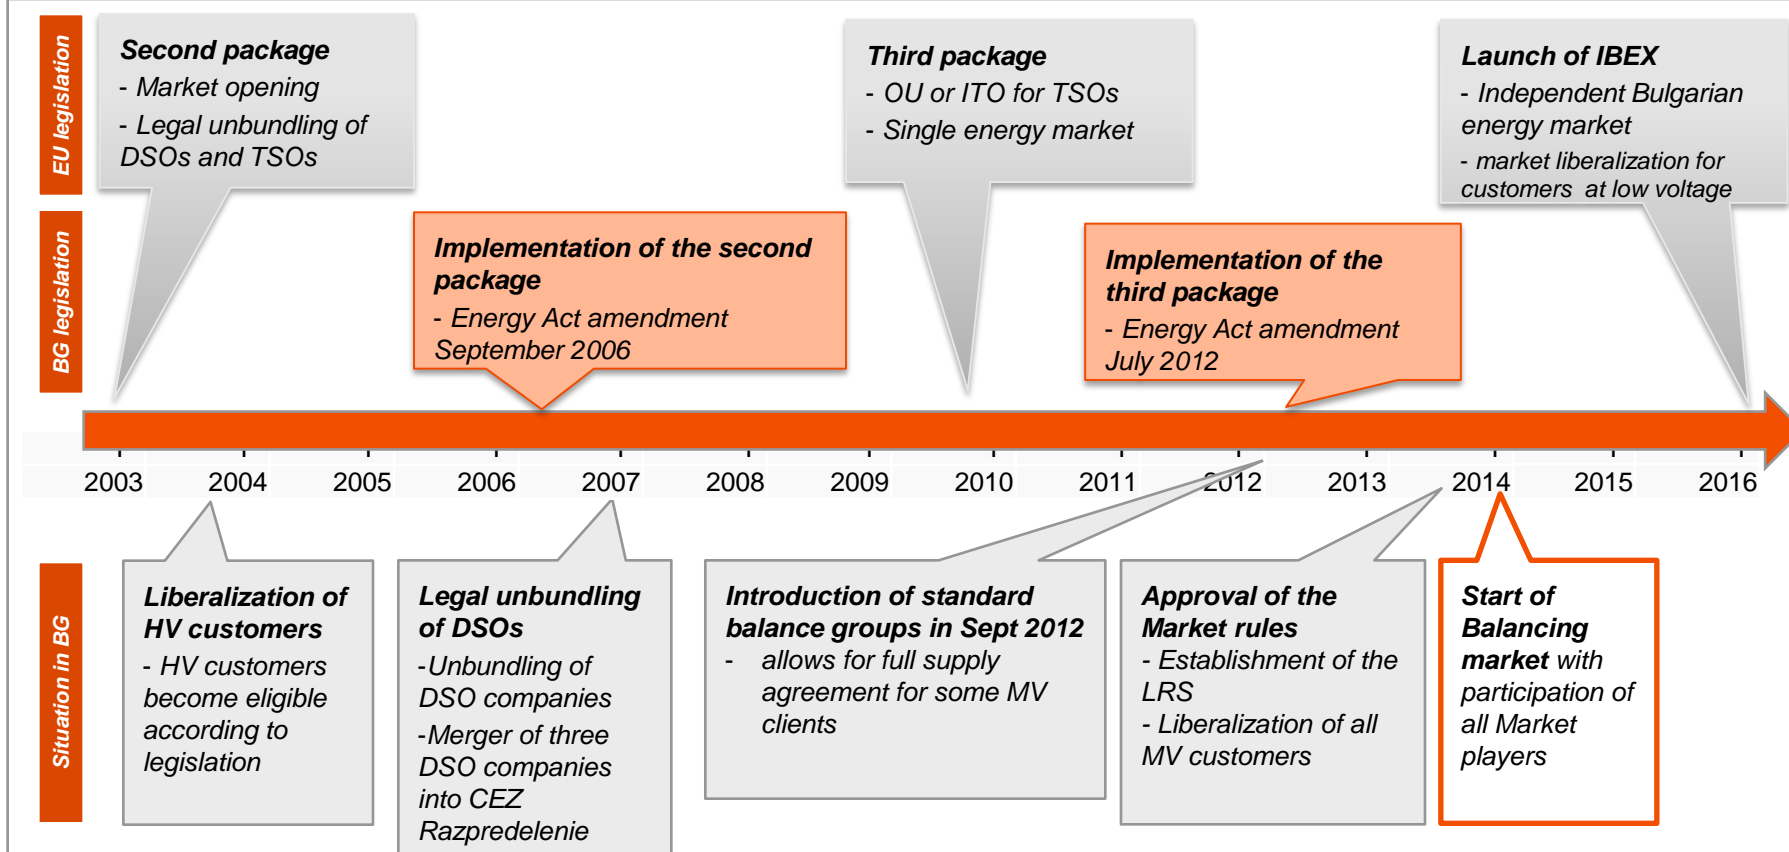 EU legislation
Second package
- Market opening
- Legal unbundling of
DSOs and TSOs
Third package
- OU or ITO for TSOs
- Single energy market
Launch of IBEX
- Independent Bulgarian
energy market
- market liberalization for
customers at low voltage
BG legislation
Implementation of the second
package
- Energy Act amendment
September 2006
Implementation of the
third package
- Energy Act amendment
July 2012
2003 2004 2005 2006 2007 2008 2009 2010 2011 2012 2013 2014 2015 2016
Situation in BG
Liberalization of
HV customers
- HV customers
become eligible
according to
legislation
Legal unbundling
of DSOs
-Unbundling of
DSO companies
-Merger of three
DSO companies
into CEZ
Razpredelenie
Introduction of standard
balance groups in Sept 2012
- allows for full supply
agreement for some MV
clients
Approval of the
Market rules
- Establishment of the
LRS
- Liberalization of all
MV customers
Start of
Balancing
market with
participation of
all Market
players